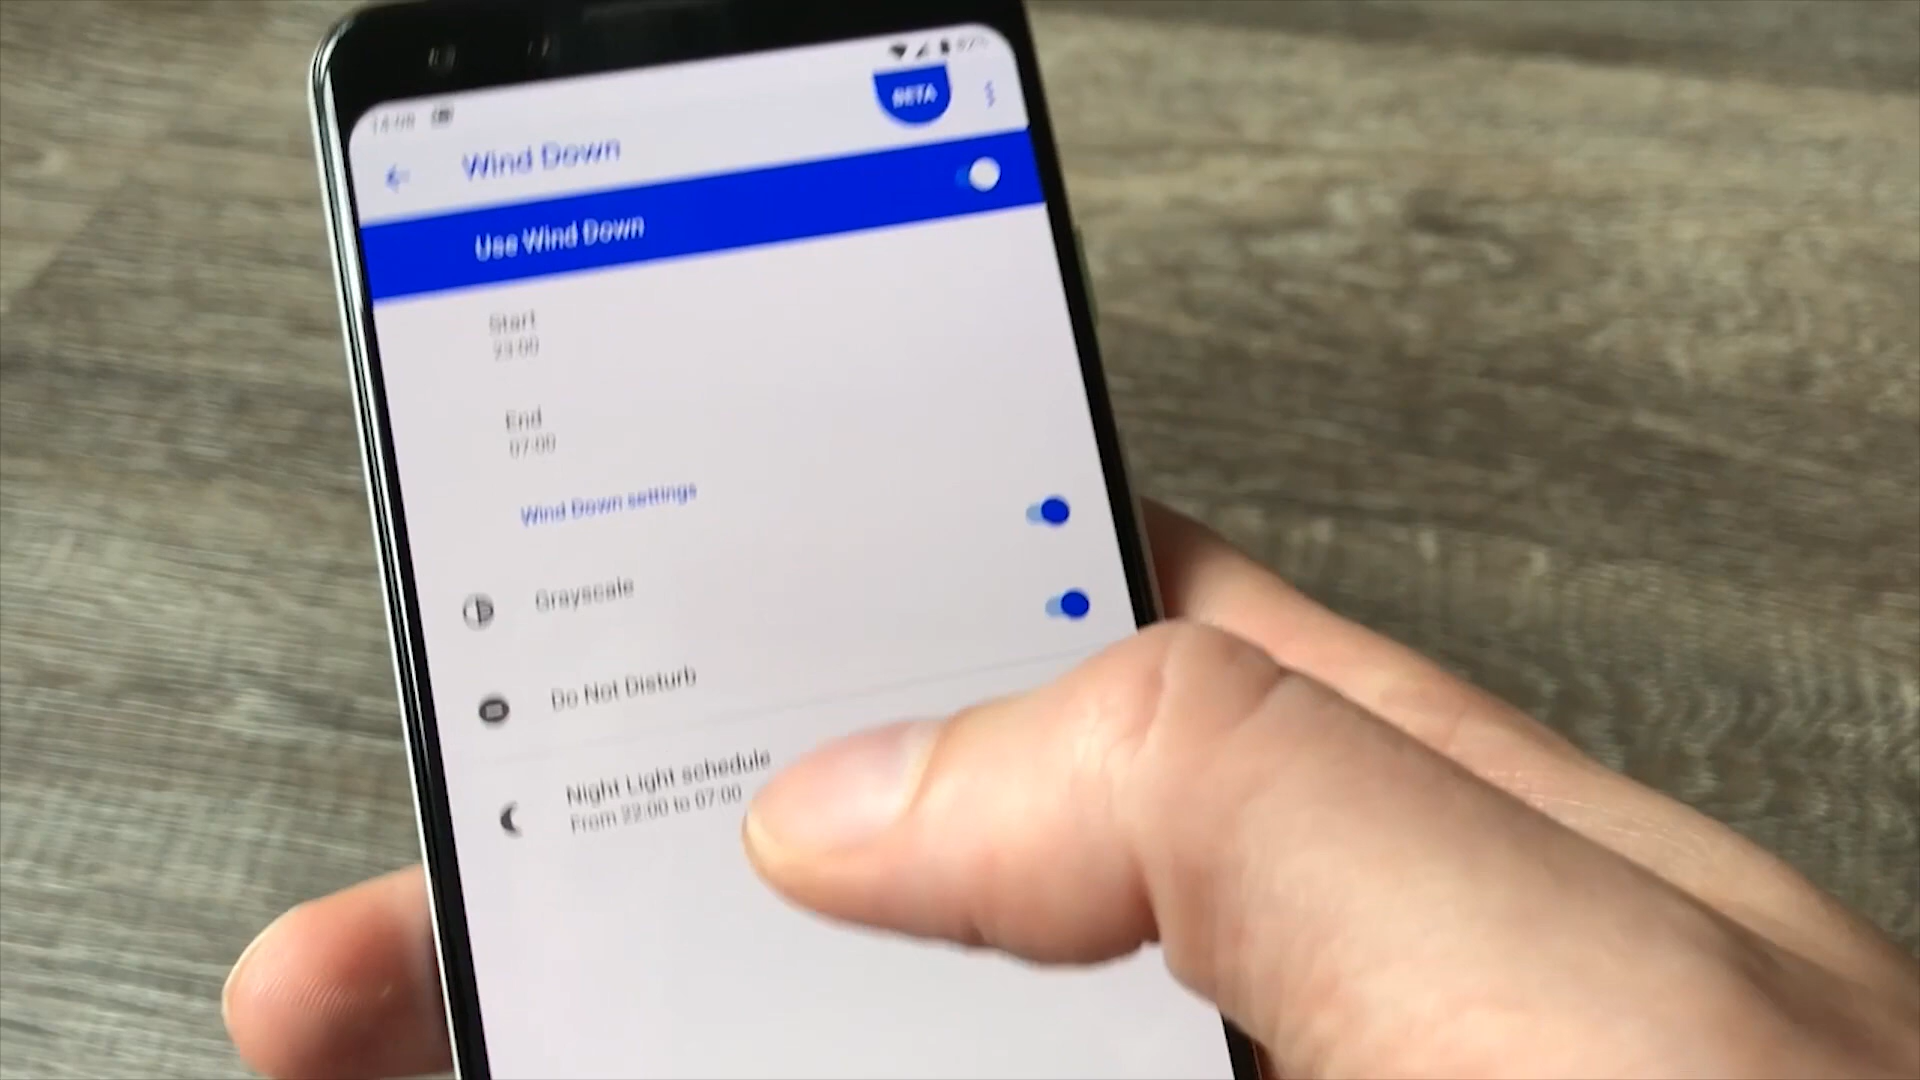 14:08
BETA
Wind Down
Use Wind Down
Start
23:00
End
07:00
Wind Down settings
Grayscale
Do Not Disturb
Night Light schedule
From 22:00 to 07:00